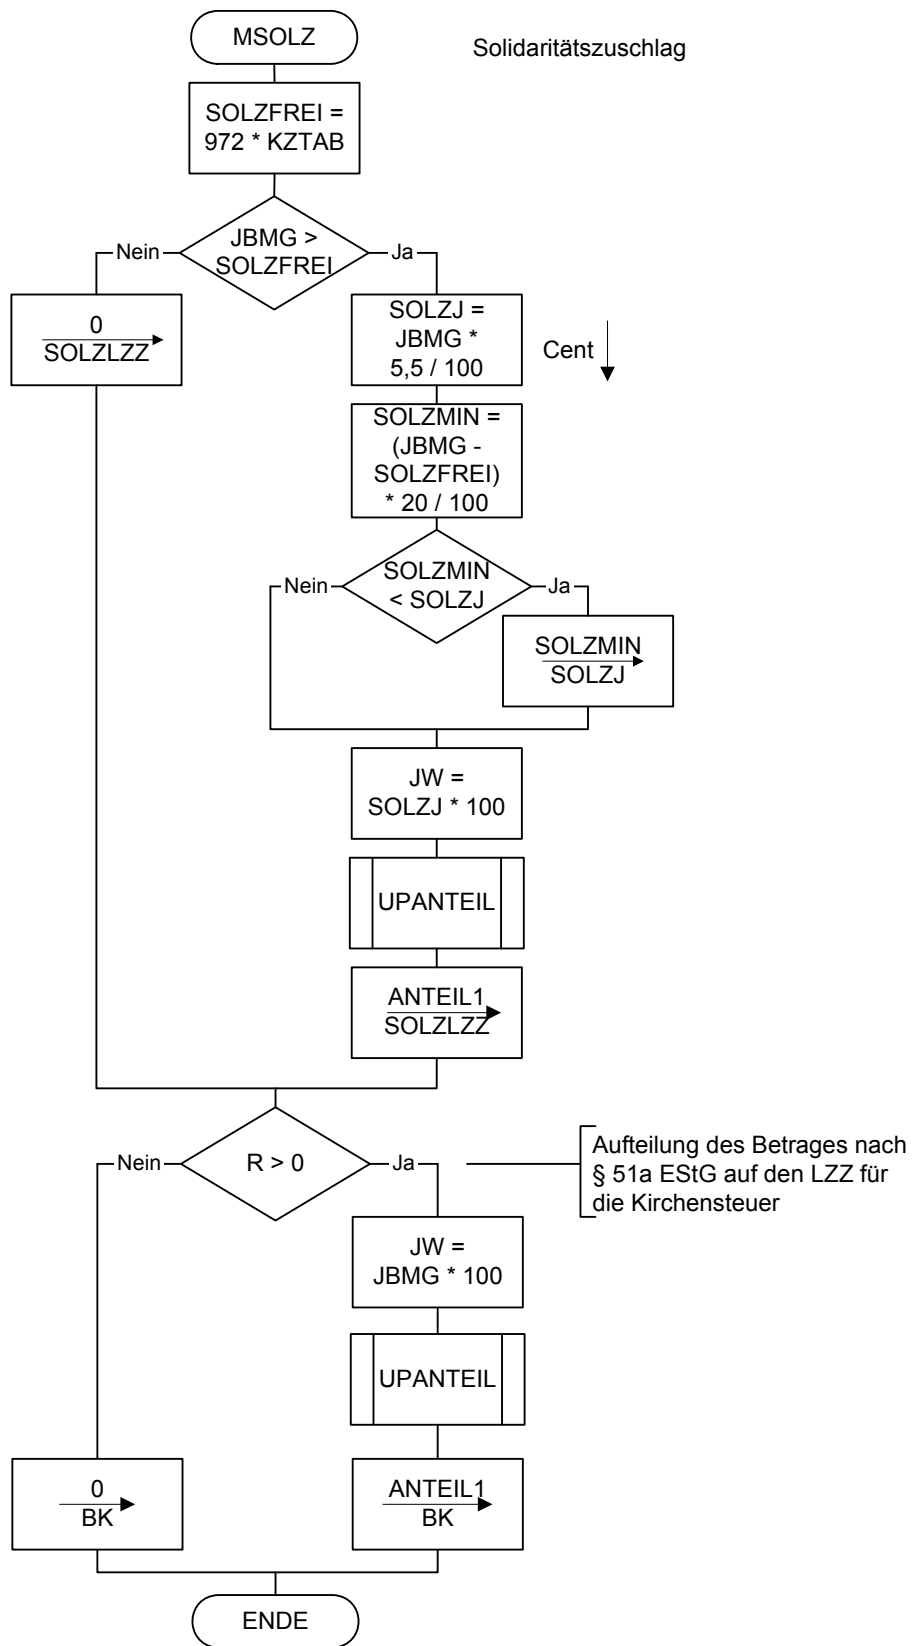 MSOLZ
Solidaritätszuschlag
SOLZFREI =
972 * KZTAB
JBMG >
SOLZFREI
Nein
Ja
0
SOLZLZZ
SOLZJ =
JBMG *
5,5 / 100
Cent
SOLZMIN =
(JBMG -
SOLZFREI)
* 20 / 100
SOLZMIN
< SOLZJ
Nein
Ja
SOLZMIN
SOLZJ
JW =
SOLZJ * 100
UPANTEIL
ANTEIL1
SOLZLZZ
R > 0
Nein
Ja
Aufteilung des Betrages nach
§ 51a EStG auf den LZZ für
die Kirchensteuer
JW =
JBMG * 100
UPANTEIL
0
BK
ANTEIL1
BK
ENDE